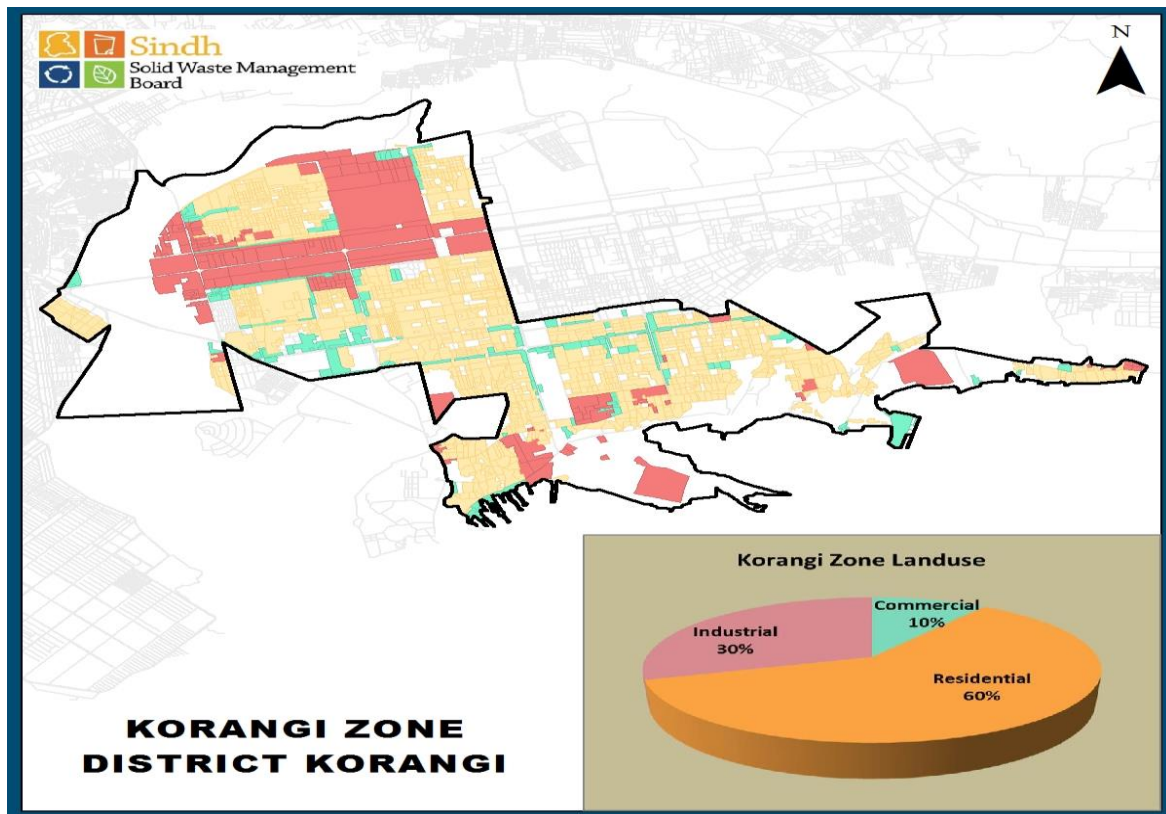 Sindh
Solid Waste Management
Board
N
Korangi Zone Landuse
Commercial
10%
Industrial
30%
Residential
60%
KORANGI ZONE
DISTRICT KORANGI